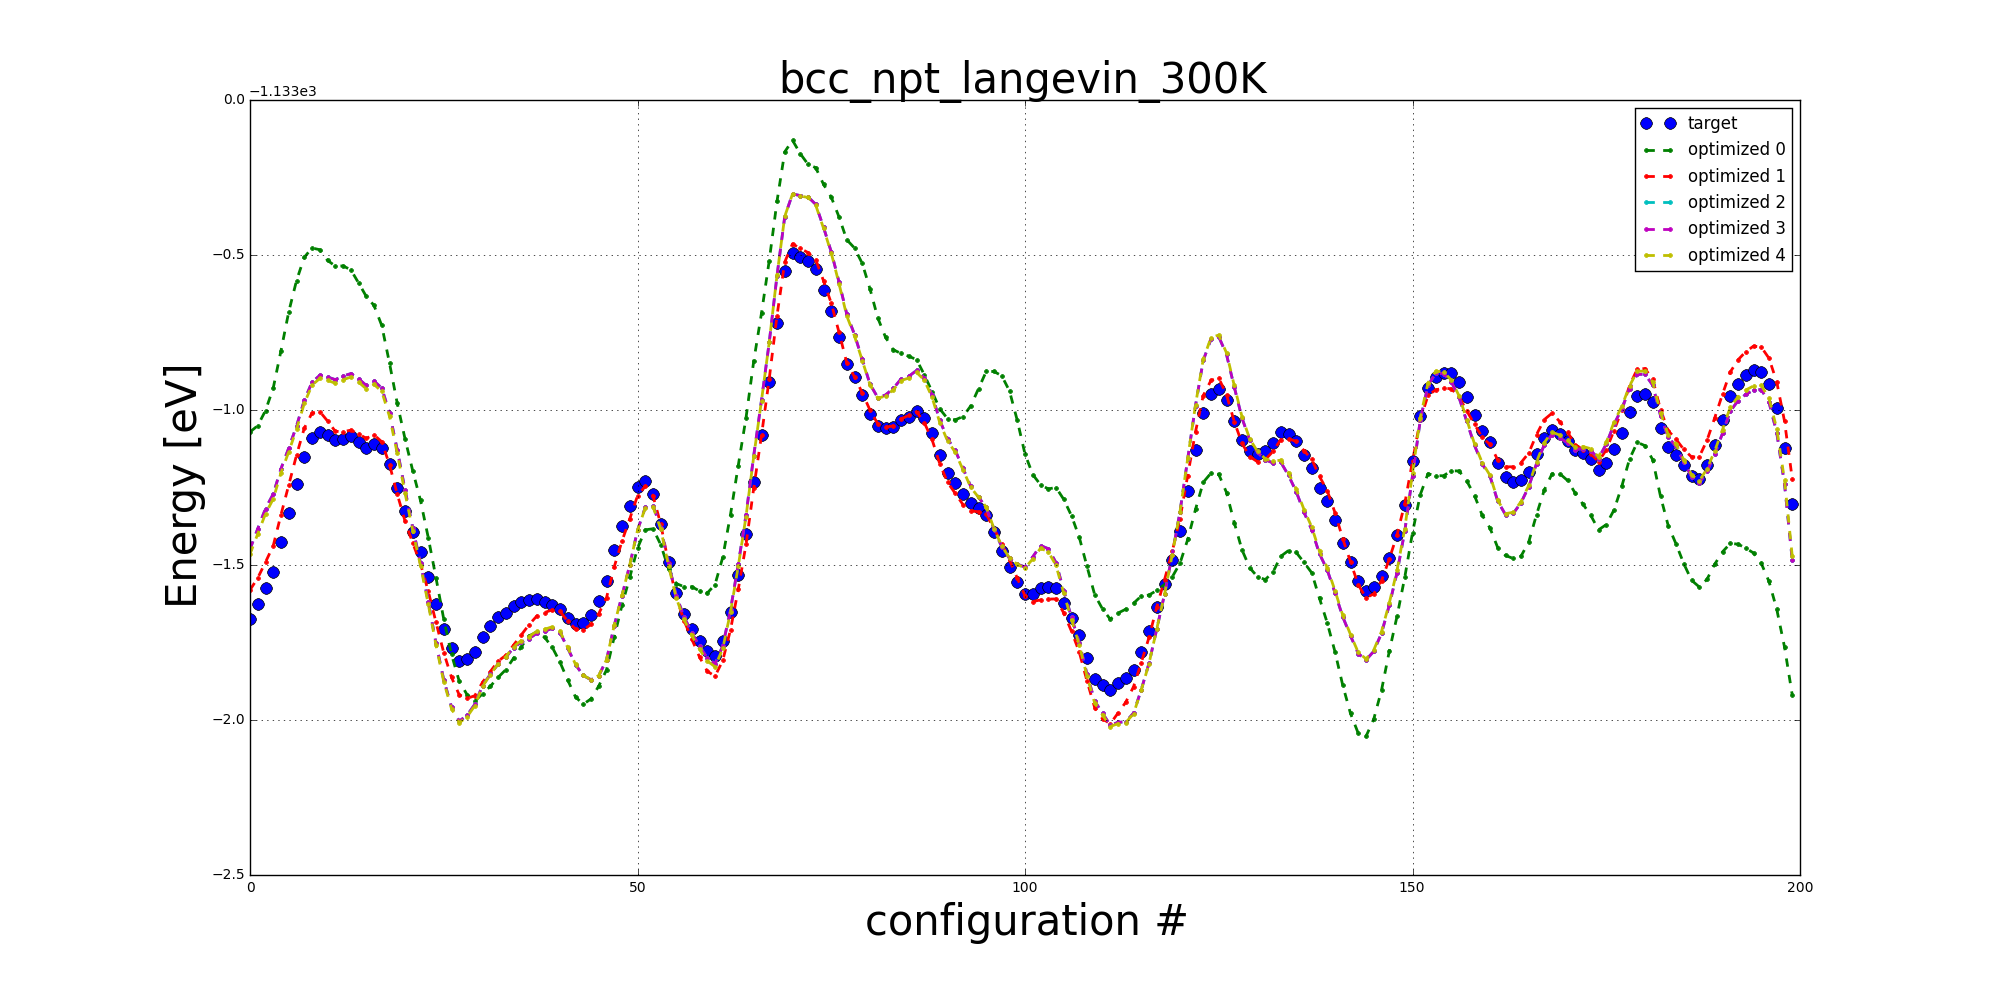 bcc_npt_langevin_300K
−1.133e3
0.0
−0.5
−1.0
−1.5
−2.0
−2.5
Energy [eV]
target
optimized 0
optimized 1
optimized 2
optimized 3
optimized 4
0
50
100
150
200
configuration #